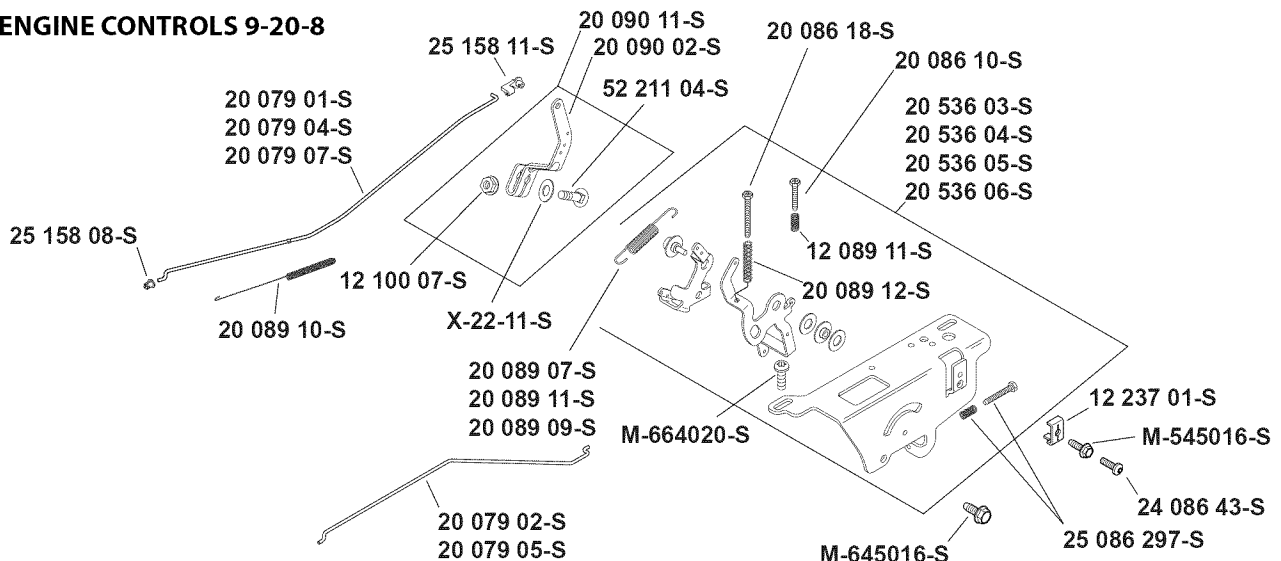 ENGINE CONTROLS 9-20-8
20 090 11-S
20 090 02-S
20 086 18-S
25 158 11-S
20 086 10-S
52 211 04-S
20 079 01-S
20 079 04-S
20 079 07-S
20 536 03-S
20 536 04-S
20 536 05-S
20 536 06-S
25 158 08-S
12 089 11-S
12 100 07-S
20 089 12-S
20 089 10-S
X-22-11-S
20 089 07-S
20 089 11-S
20 089 09-S
12 237 01-S
M-664020-S
M-545016-S
24 086 43-S
20 079 02-S
20 079 05-S
25 086 297-S
M-645016-S